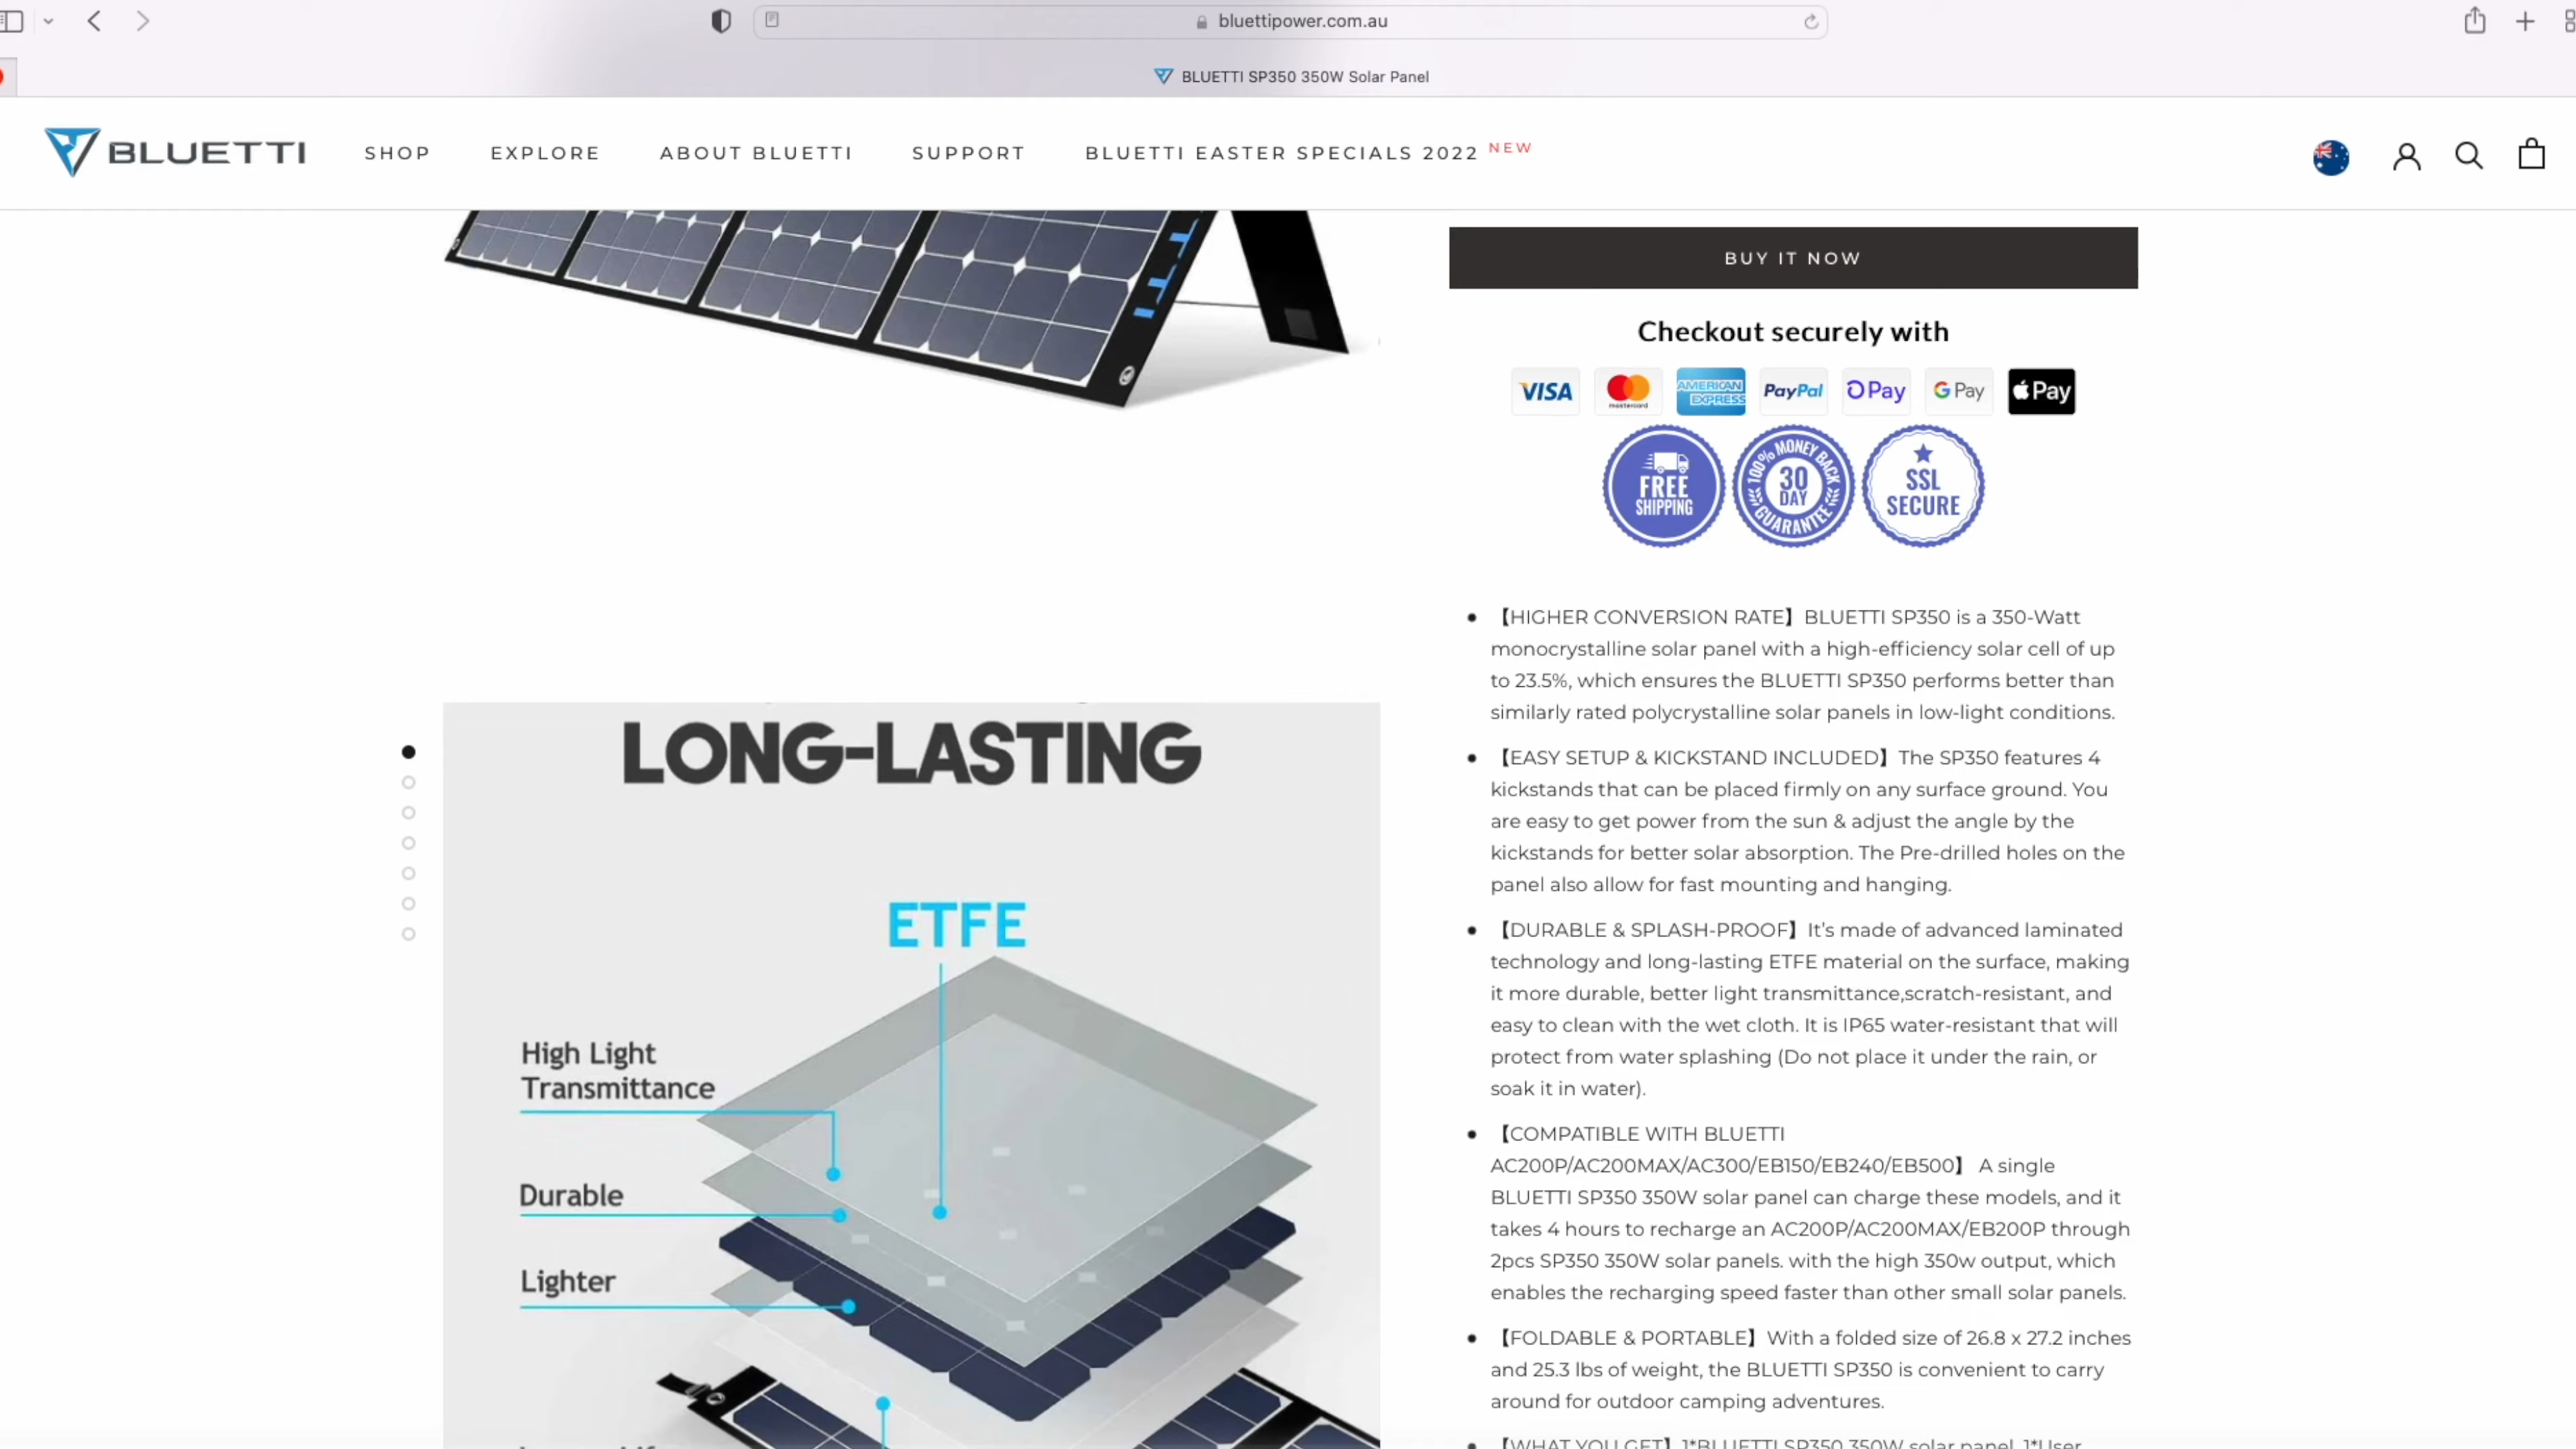 bluettipower.com.au
BLUETTI SP350 350W Solar Panel
BLUETTI
SHOP
EXPLORE
ABOUT BLUETTI
SUPPORT
BLUETTI EASTER SPECIALS 2022 NEW
BUY IT NOW
Checkout securely with
VISA
mastercard
AMERICAN
EXPRESS
PayPal
Pay
G Pay
Pay
FREE
SHIPPING
100% MONEY BACK
30
DAY
GUARANTEE
SSL
SECURE
LONG-LASTING
ETFE
High Light
Transmittance
Durable
Lighter
【HIGHER CONVERSION RATE】BLUETTI SP350 is a 350-Watt
monocrystalline solar panel with a high-efficiency solar cell of up
to 23.5%, which ensures the BLUETTI SP350 performs better than
similarly rated polycrystalline solar panels in low-light conditions.
【EASY SETUP & KICKSTAND INCLUDED】The SP350 features 4
kickstands that can be placed firmly on any surface ground. You
are easy to get power from the sun & adjust the angle by the
kickstands for better solar absorption. The Pre-drilled holes on the
panel also allow for fast mounting and hanging.
【DURABLE & SPLASH-PROOF】It’s made of advanced laminated
technology and long-lasting ETFE material on the surface, making
it more durable, better light transmittance,scratch-resistant, and
easy to clean with the wet cloth. It is IP65 water-resistant that will
protect from water splashing (Do not place it under the rain, or
soak it in water).
【COMPATIBLE WITH BLUETTI
AC200P/AC200MAX/AC300/EB150/EB240/EB500】 A single
BLUETTI SP350 350W solar panel can charge these models, and it
takes 4 hours to recharge an AC200P/AC200MAX/EB200P through
2pcs SP350 350W solar panels. with the high 350w output, which
enables the recharging speed faster than other small solar panels.
【FOLDABLE & PORTABLE】With a folded size of 26.8 x 27.2 inches
and 25.3 lbs of weight, the BLUETTI SP350 is convenient to carry
around for outdoor camping adventures.
【WHAT YOU GET】1*BLUETTI SP350 350W solar panel, 1*User